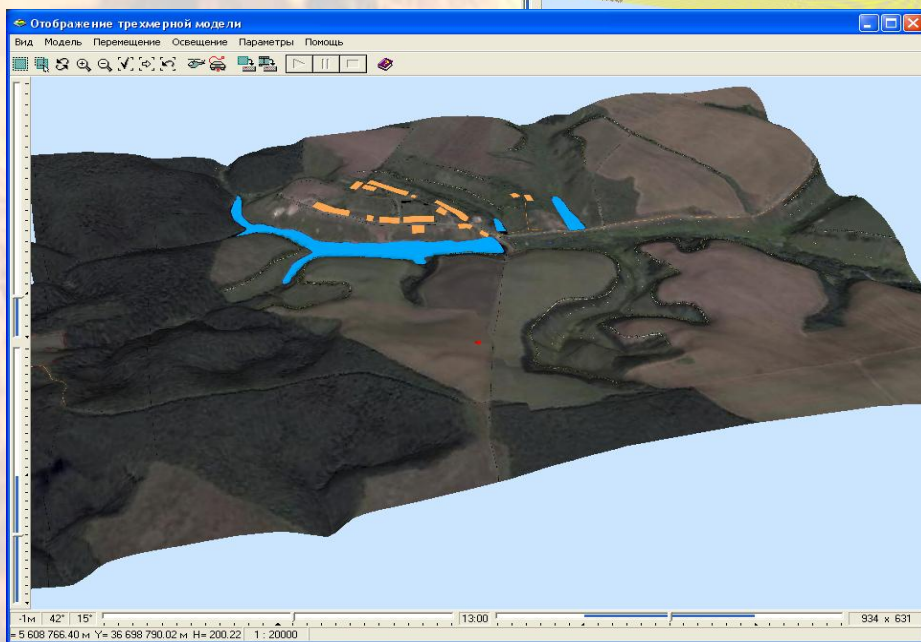 Отображение трехмерной модели
Вид Модель Перемещение Освещение Параметры Помощь
-1м 42° 15° 13:00 934 x 631
= 5 608 766.40 м Y= 36 698 790.02 м H= 200.22 1 : 20000